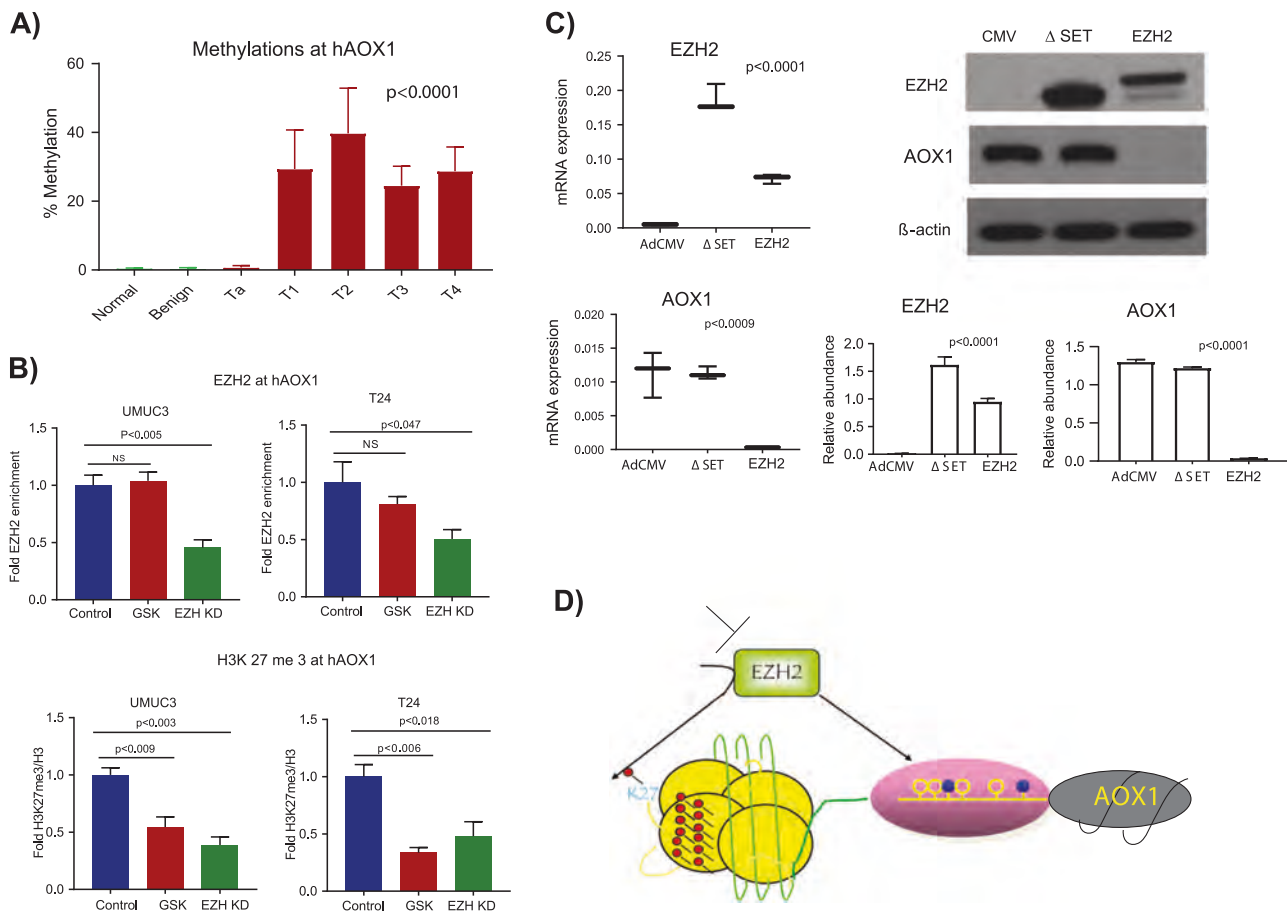 A)
Methylations at hAOX1
p<0.0001
% Methylation
60
40
20
0
Normal
Benign
Ta
T1
T2
T3
T4
B)
EZH2 at hAOX1
UMUC3
P<0.005
NS
Fold EZH2 enrichment
1.5
1.0
0.5
0.0
Control
GSK
EZH KD
T24
p<0.047
NS
Fold EZH2 enrichment
1.5
1.0
0.5
0.0
Control
GSK
EZH KD
H3K 27 me 3 at hAOX1
UMUC3
p<0.003
p<0.009
Fold H3K27me3/H3
1.5
1.0
0.5
0.0
Control
GSK
EZH KD
T24
p<0.018
p<0.006
Fold H3K27me3/H3
1.5
1.0
0.5
0.0
Control
GSK
EZH KD
C)
EZH2
p<0.0001
mRNA expression
0.25
0.20
0.15
0.10
0.05
0.00
AdCMV
Δ SET
EZH2
CMV
Δ SET
EZH2
EZH2
AOX1
ß-actin
AOX1
p<0.0009
mRNA expression
0.020
0.015
0.010
0.005
0.000
AdCMV
Δ SET
EZH2
EZH2
p<0.0001
Relative abundance
2.0
1.5
1.0
0.5
0.0
AdCMV
Δ SET
EZH2
AOX1
p<0.0001
Relative abundance
1.5
1.0
0.5
0.0
AdCMV
Δ SET
EZH2
D)
EZH2
K27
AOX1